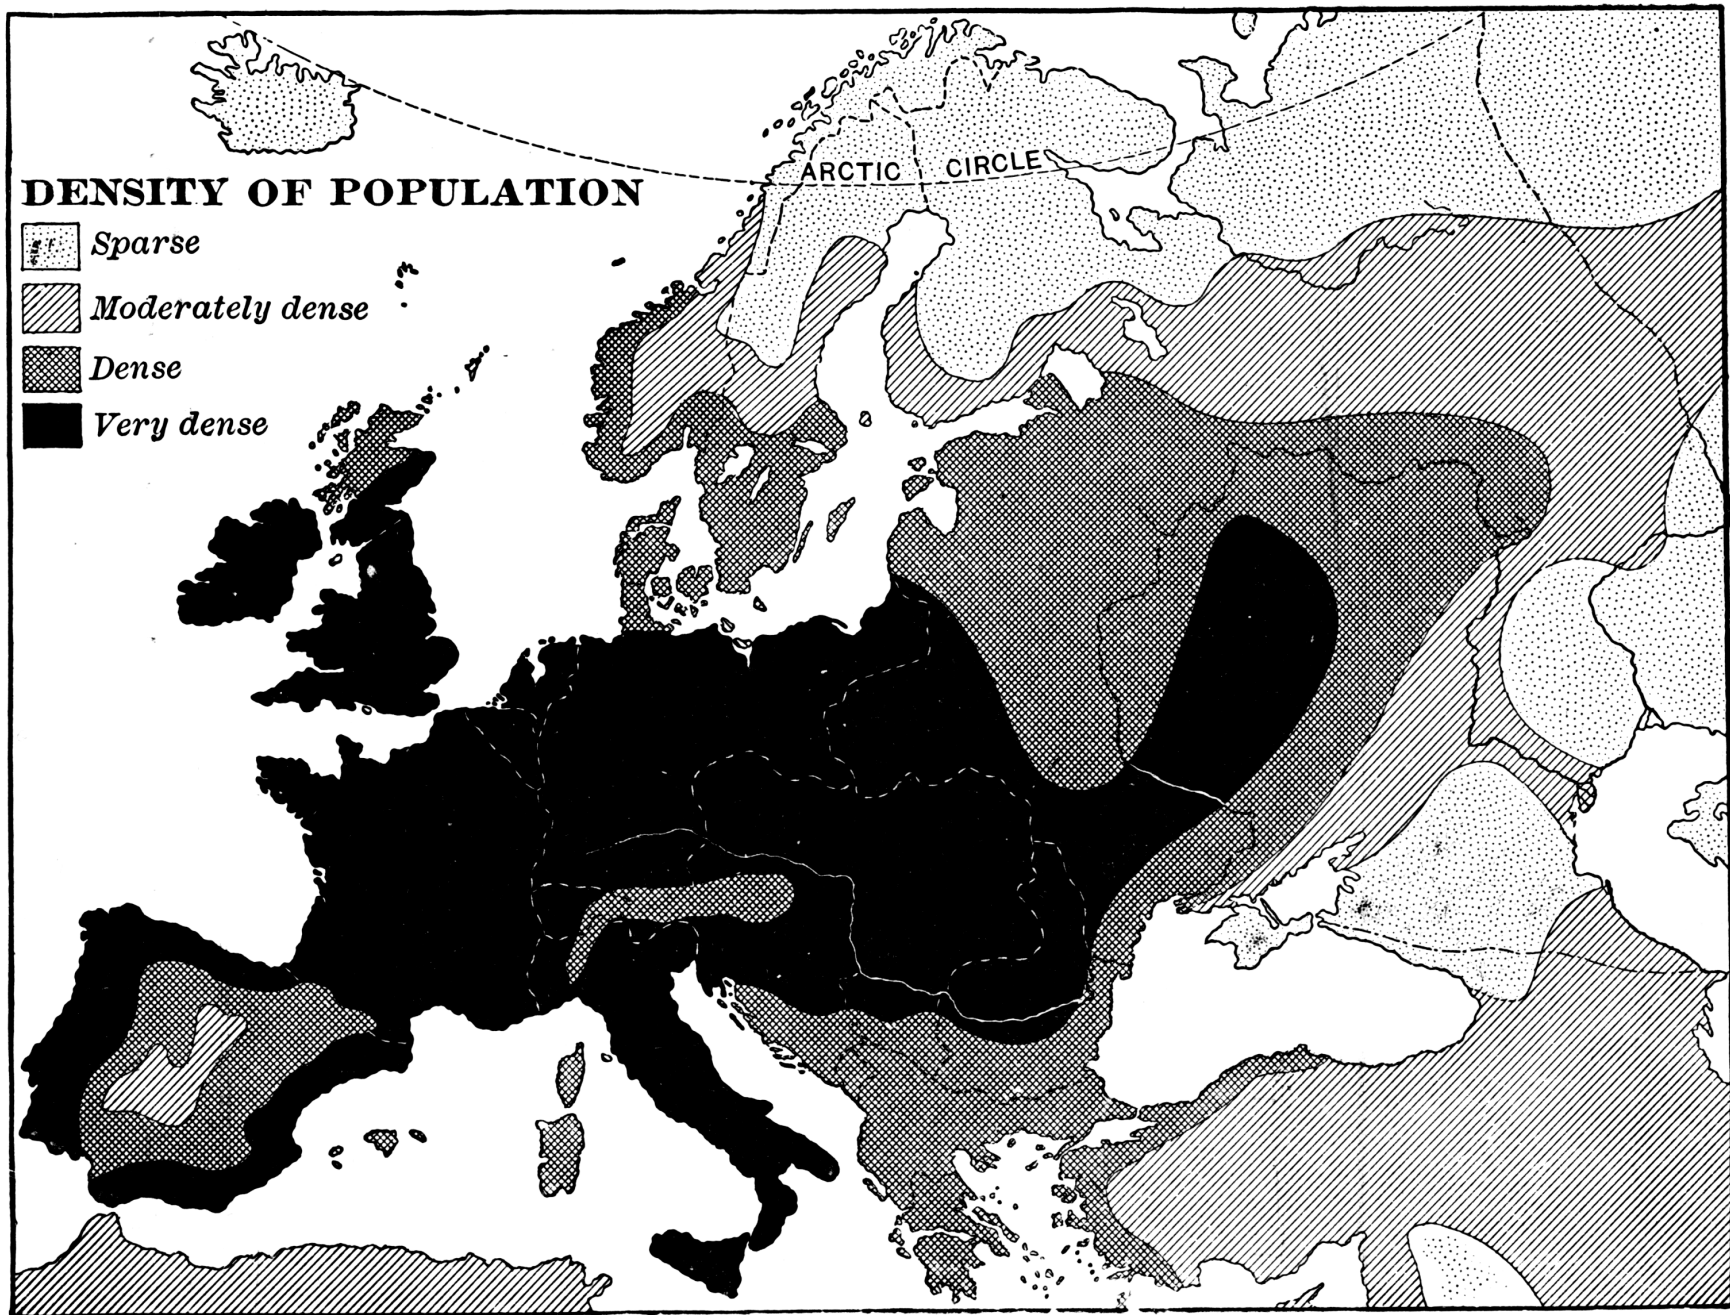 ARCTIC CIRCLE
DENSITY OF POPULATION
Sparse
Moderately dense
Dense
Very dense